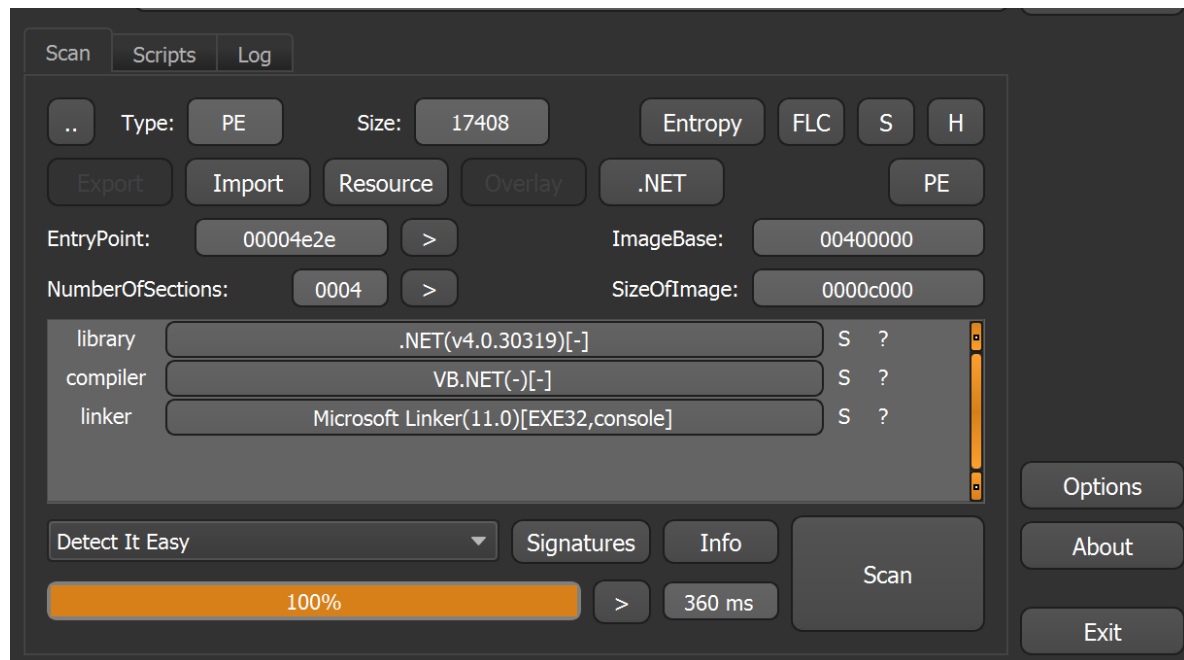 Scan Scripts Log
.. Type: PE Size: 17408 Entropy FLC S H
Export Import Resource Overlay .NET PE
EntryPoint: 00004e2e > ImageBase: 00400000
NumberOfSections: 0004 > SizeOfImage: 0000c000
library .NET(v4.0.30319)[-] S ?
compiler VB.NET(-)[-] S ?
linker Microsoft Linker(11.0)[EXE32,console] S ?
Options
Detect It Easy Signatures Info Scan About
100% > 360 ms
Exit